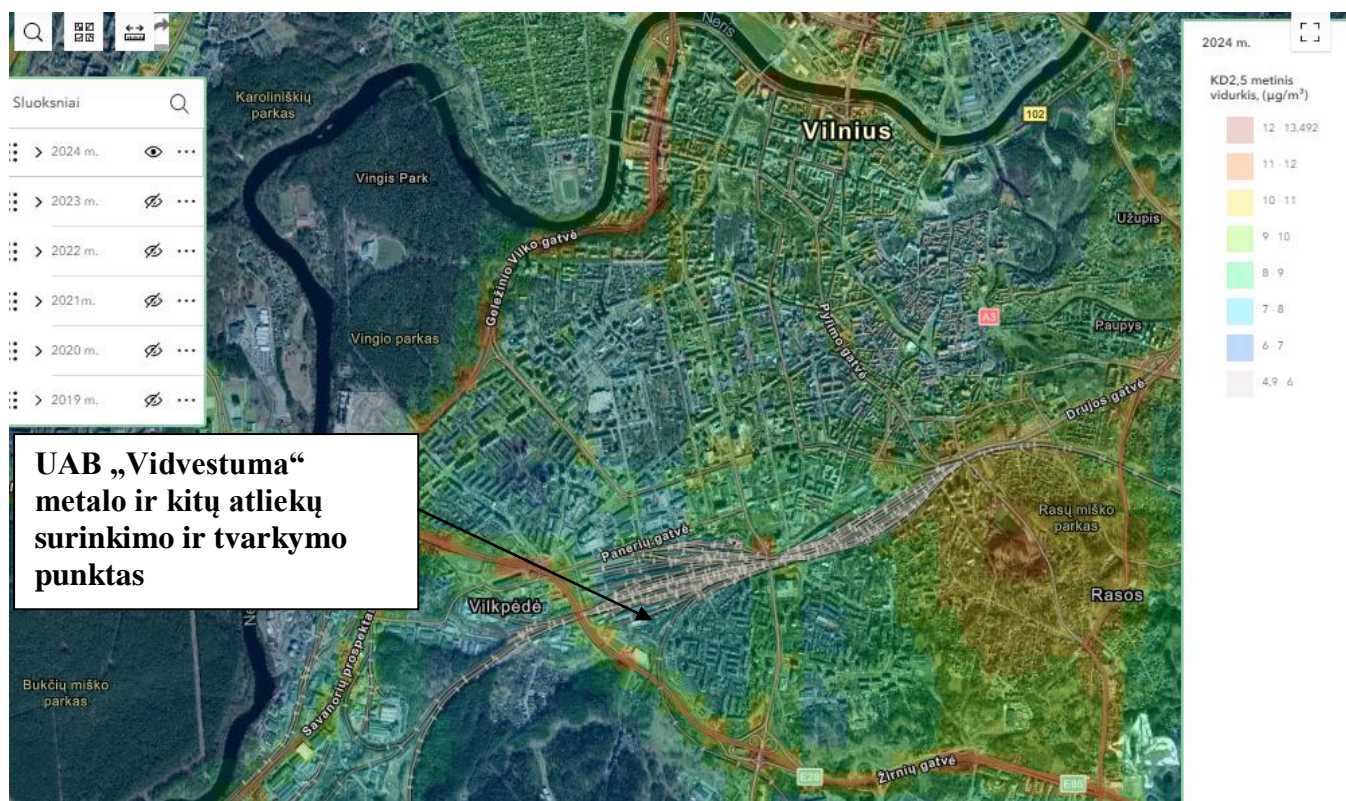 Sluoksniai
2024 m.
2023 m.
2022 m.
2021m.
2020 m.
2019 m.
UAB „Vidvestuma“
metalo ir kitų atliekų
surinkimo ir tvarkymo
punktas
Karoliniškių
parkas
Neris
Vilnius
102
Vingis Park
Užupis
Geležinio Vilko gatvė
A3
Pylimo gatvė
Paupys
Vingio parkas
Drujos gatvė
Rasų miško
parkas
Panerių gatvė
Rasos
Vilkpėdė
Ne
Savanorių prospekta
Bukčių miško
parkas
E28
Žirnių gatvė
E85
2024 m.
KD2,5 metinis
vidurkis, (µg/m³)
12 - 13,492
11 - 12
10 - 11
9 - 10
8 - 9
7 - 8
6 - 7
4,9 - 6